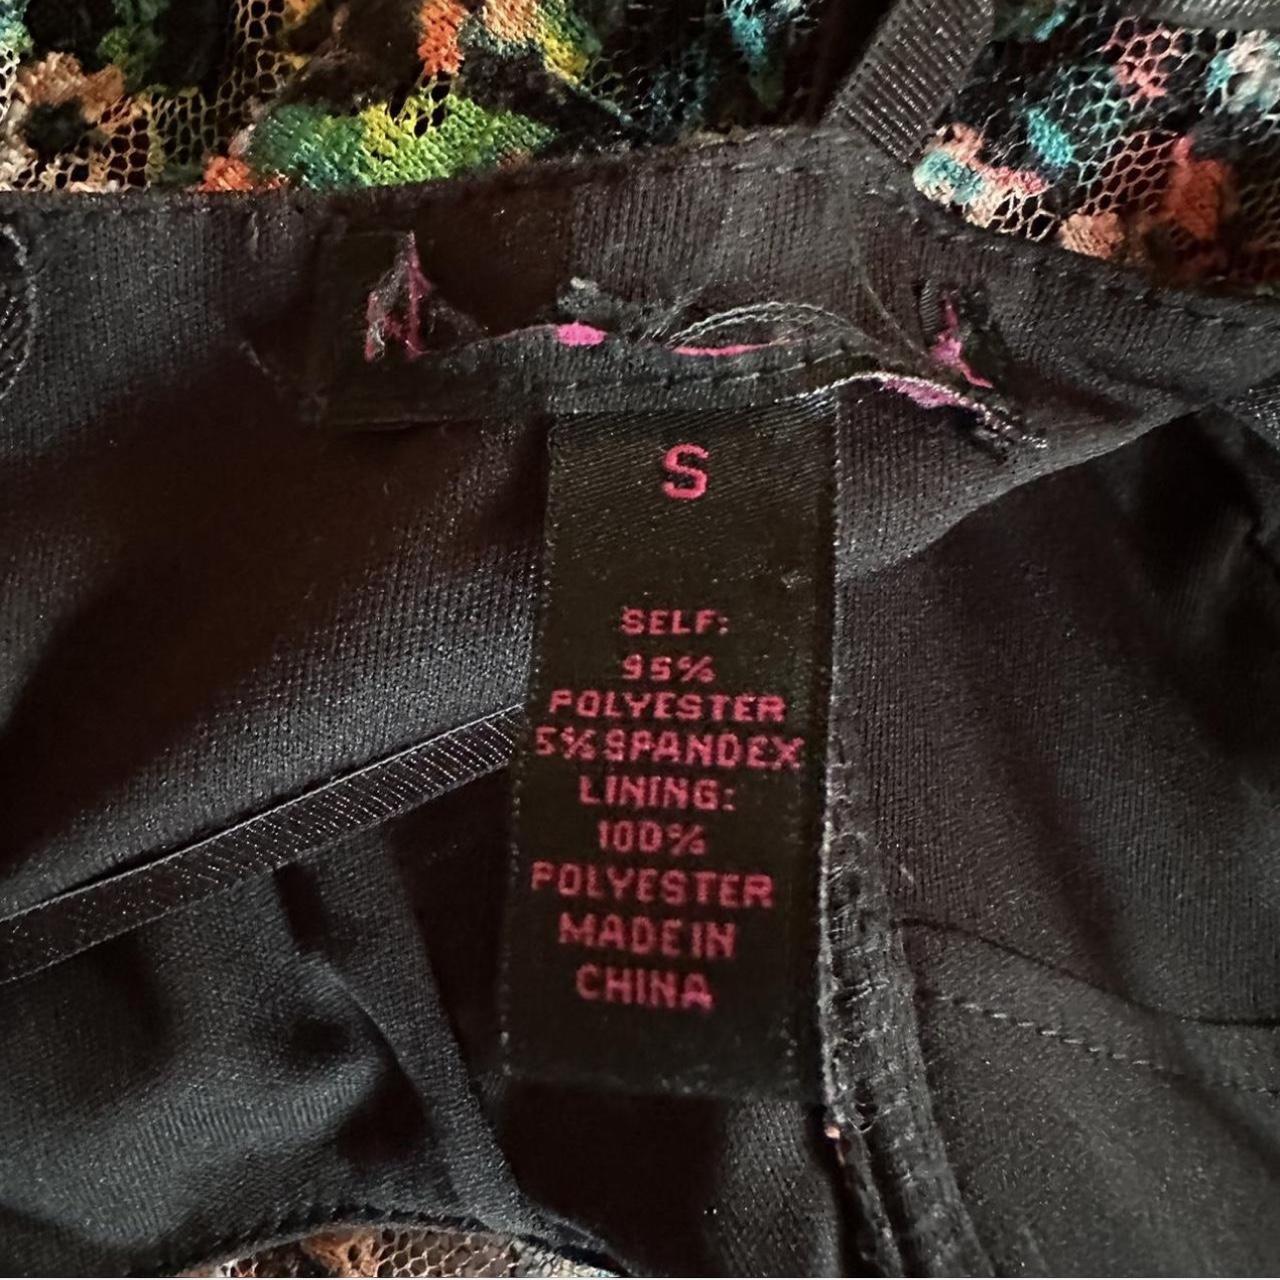 S
SELF:
95%
POLYESTER
5% SPANDEX
LINING:
100%
POLYESTER
MADE IN
CHINA